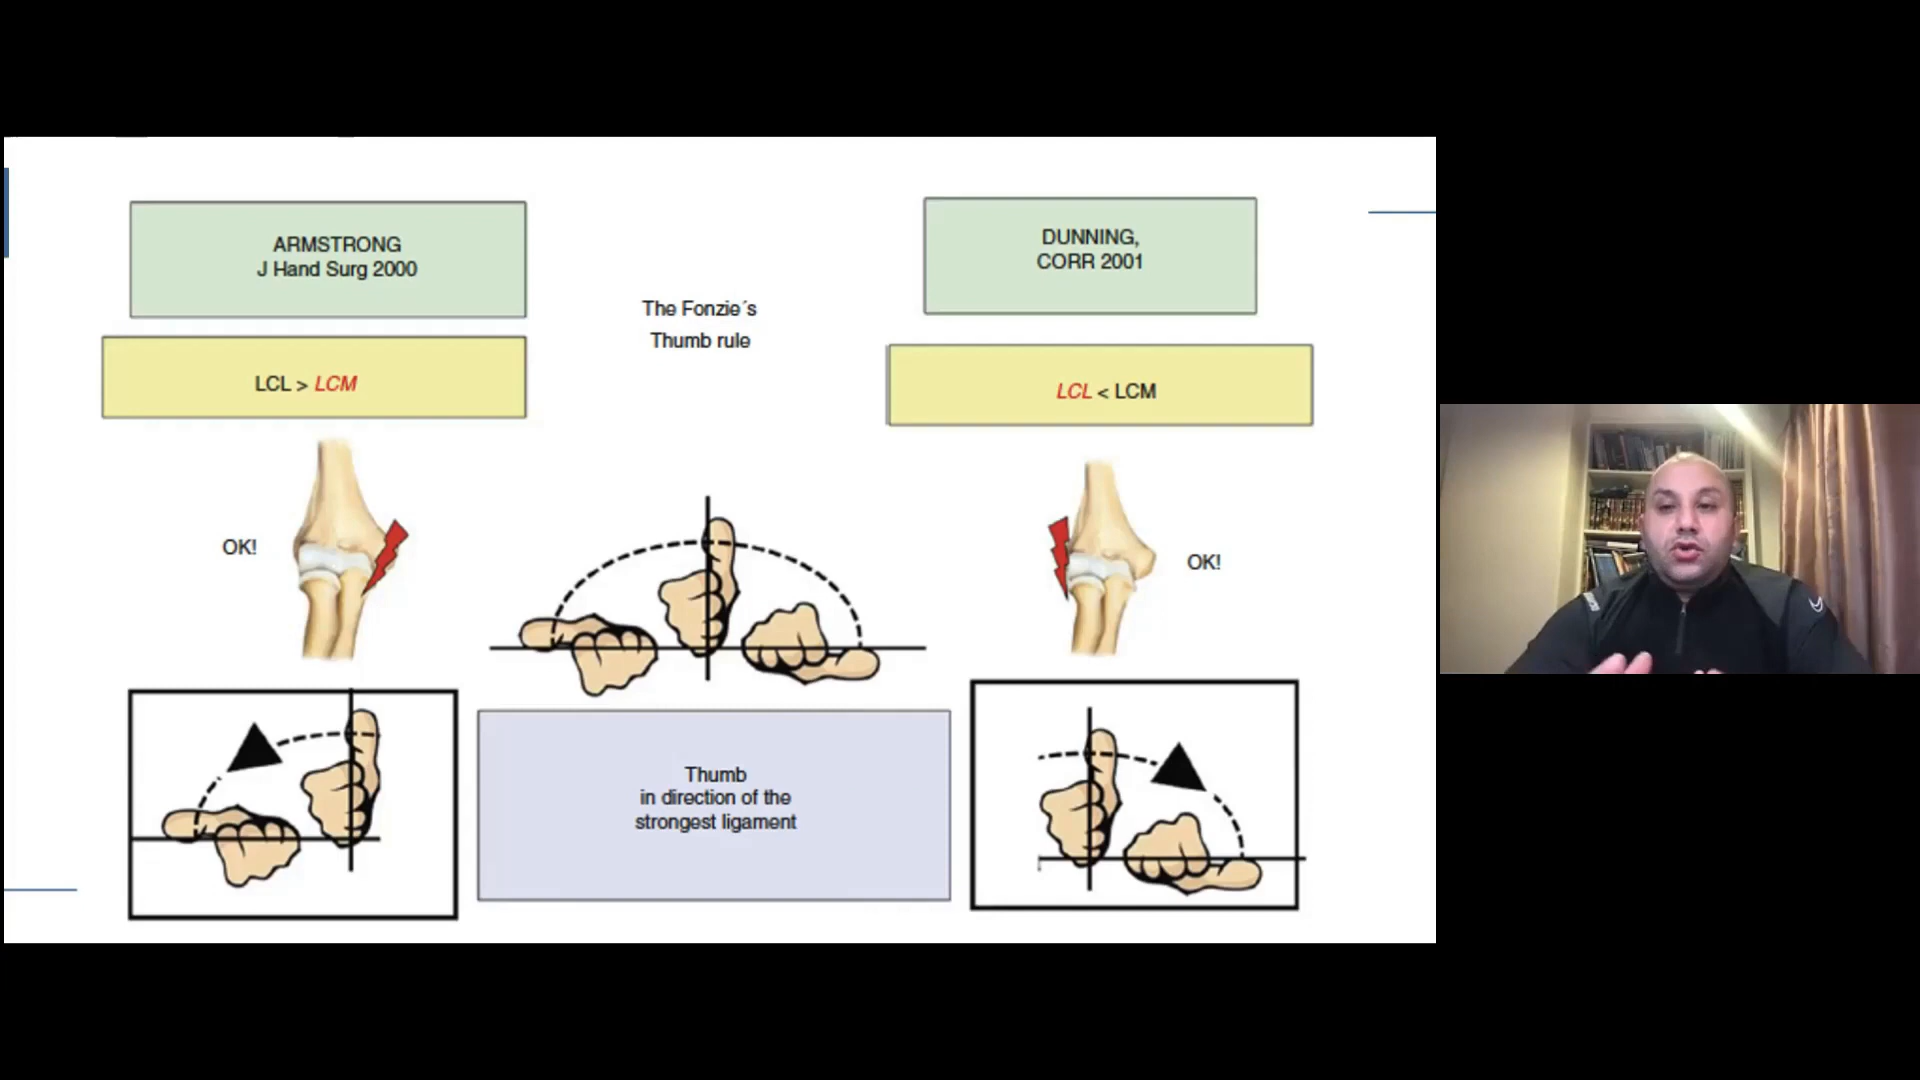 ARMSTRONG
J Hand Surg 2000
LCL > LCM
OK!
The Fonzie´s
Thumb rule
Thumb
in direction of the
strongest ligament
DUNNING,
CORR 2001
LCL < LCM
OK!